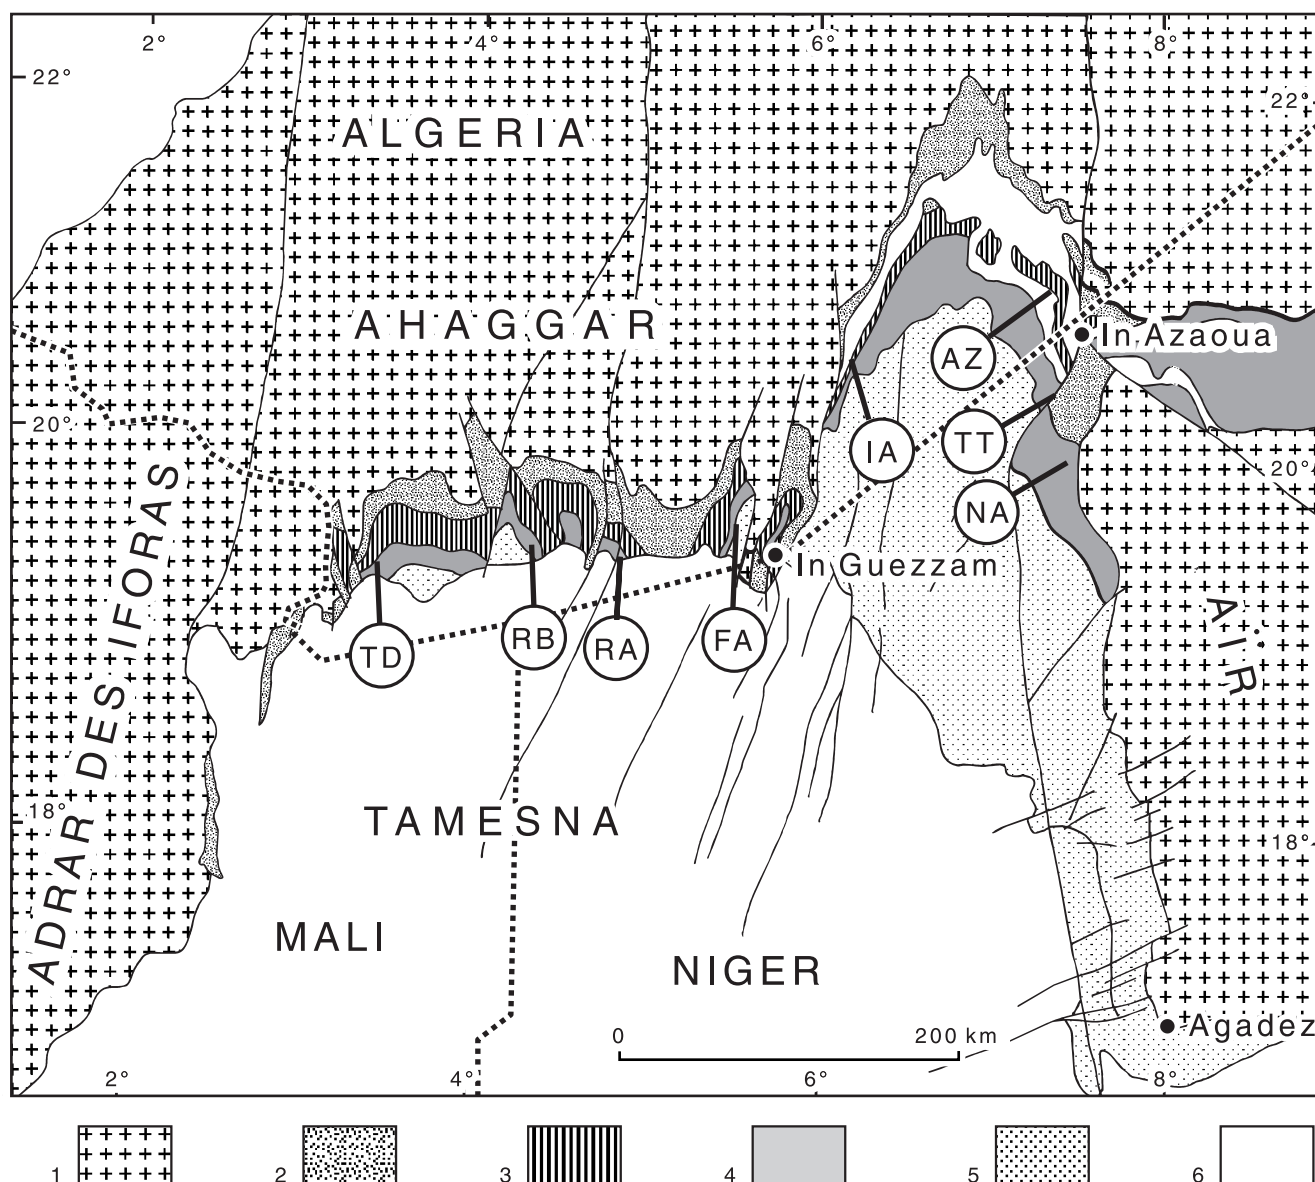 2° 4° 6° 8°
22°
22°
ALGERIA
AHAGGAR
In Azaoua
AZ
20°
IA
TT
20°
NA
In Guezzam
ADRAR DES IFORAS
AÏR
TD
RB
RA
FA
18°
TAMESNA
18°
MALI
NIGER
0 200 km
Agadez
2° 4° 6° 8°
1 2 3 4 5 6